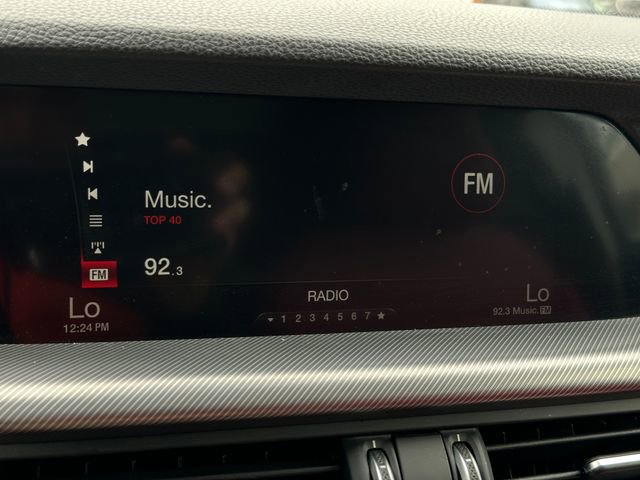 Music.
TOP 40
FM
92.3
FM
Lo
12:24 PM
RADIO
1 2 3 4 5 6 7
Lo
92.3 Music. FM